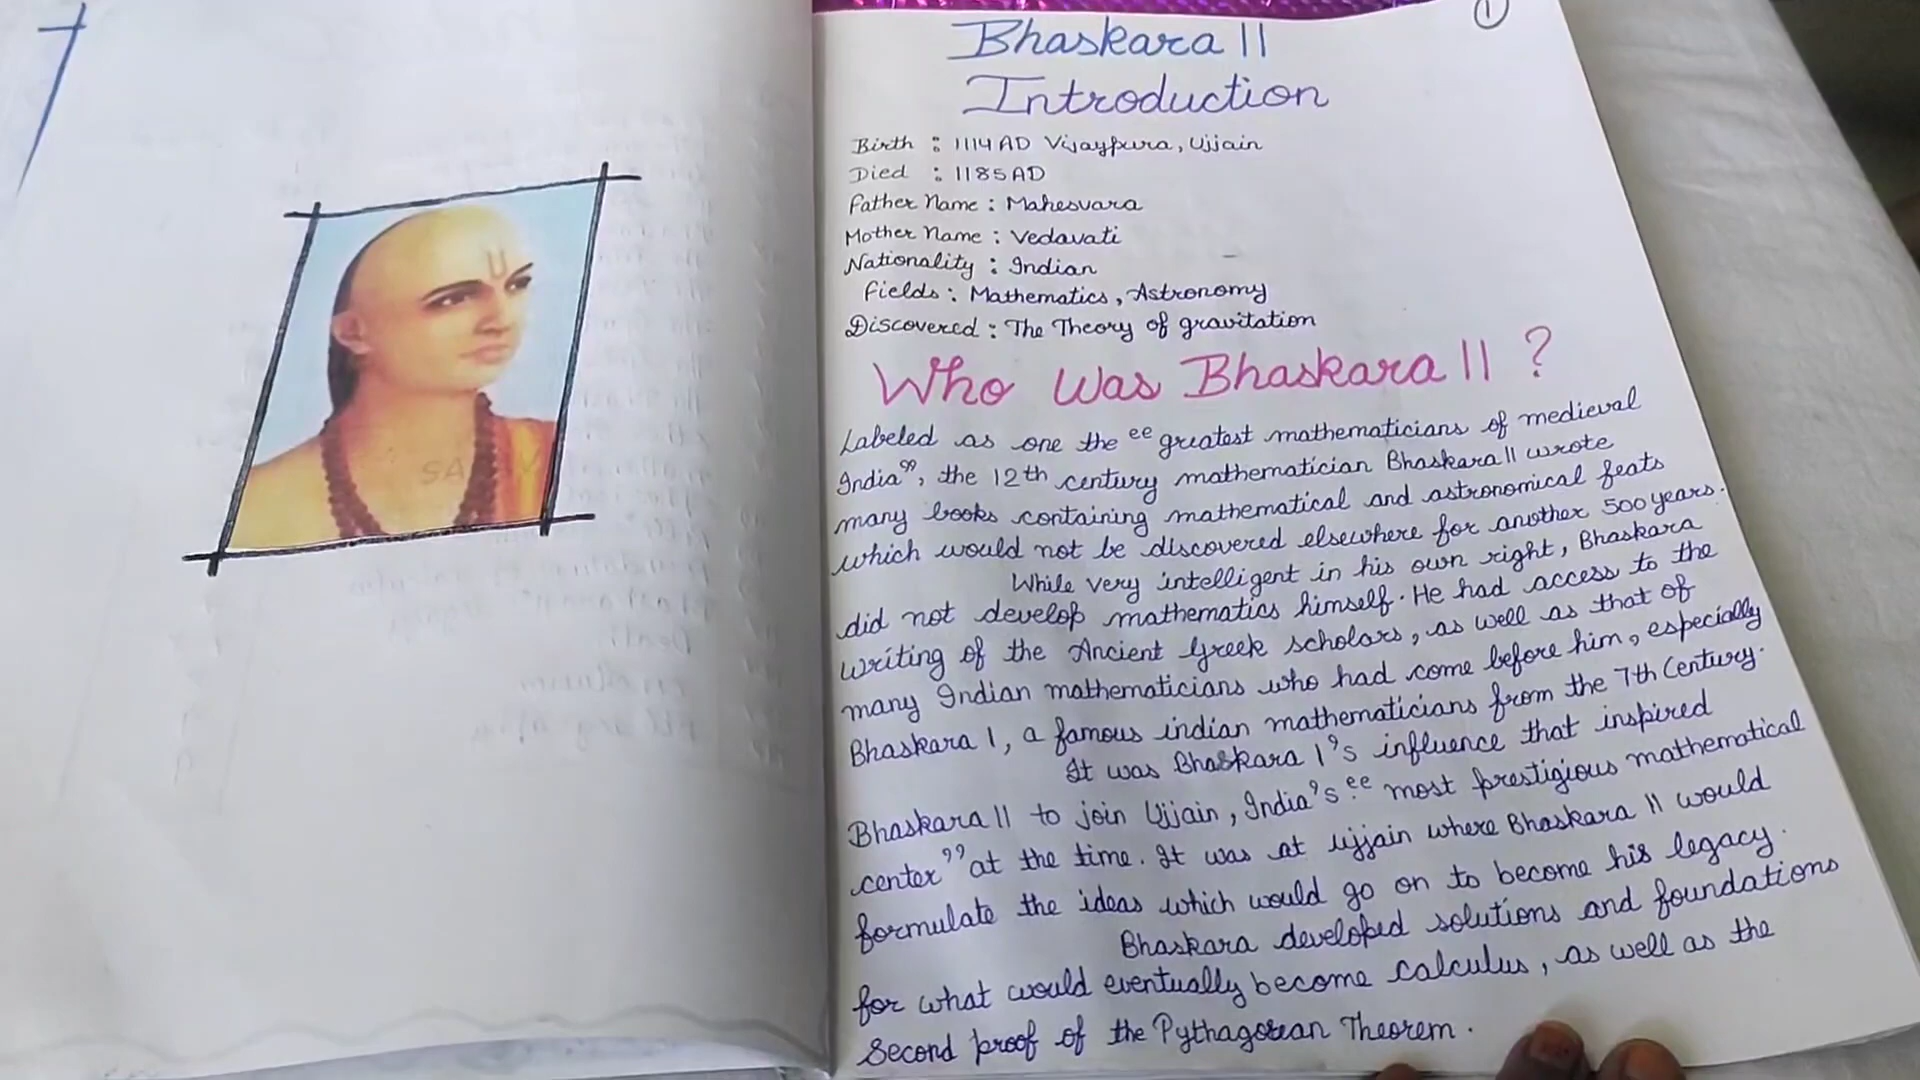 1
Bhaskara II
Introduction
Birth : 1114 AD Vijaypura, Ujjain
Died : 1185 AD
Father Name : Mahesvara
Mother Name : Vedavati
Nationality : Indian
Fields : Mathematics, Astronomy
Discovered : The Theory of gravitation
Who Was Bhaskara II ?
Labeled as one the “greatest mathematicians of medieval
India”, the 12th century mathematician Bhaskara II wrote
many books containing mathematical and astronomical feats
which would not be discovered elsewhere for another 500 years.
While very intelligent in his own right, Bhaskara
did not develop mathematics himself. He had access to the
writing of the Ancient Greek scholars, as well as that of
many Indian mathematicians who had come before him, especially
Bhaskara I, a famous indian mathematicians from the 7th Century.
It was Bhaskara I's influence that inspired
Bhaskara II to join Ujjain, India's “most prestigious mathematical
center” at the time. It was at ujjain where Bhaskara II would
formulate the ideas which would go on to become his legacy.
Bhaskara developed solutions and foundations
for what would eventually become calculus, as well as the
second proof of the Pythagorean Theorem.